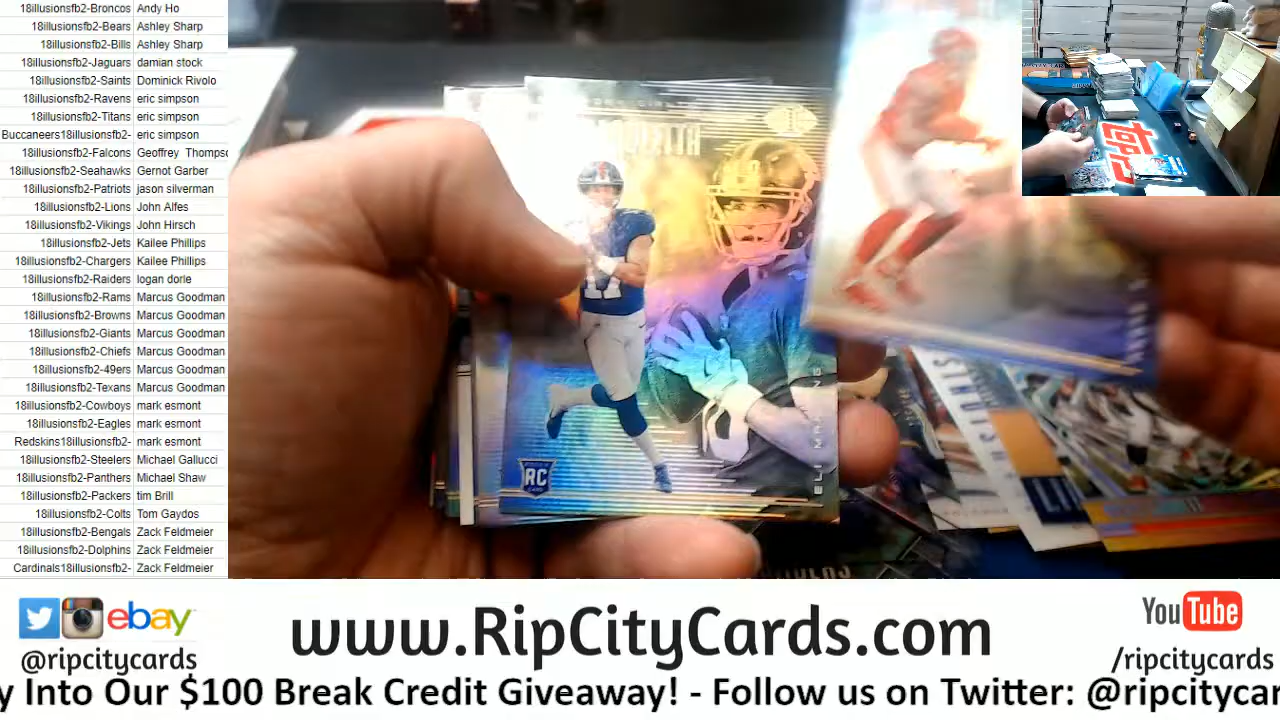 18illusionsfb2-Broncos Andy Ho
18illusionsfb2-Bears Ashley Sharp
18illusionsfb2-Bills Ashley Sharp
18illusionsfb2-Jaguars damian stock
18illusionsfb2-Saints Dominick Rivolo
18illusionsfb2-Ravens eric simpson
18illusionsfb2-Titans eric simpson
Buccaneers18illusionsfb2- eric simpson
18illusionsfb2-Falcons Geoffrey Thompsc
18illusionsfb2-Seahawks Gernot Garber
18illusionsfb2-Patriots jason silverman
18illusionsfb2-Lions John Alfes
18illusionsfb2-Vikings John Hirsch
18illusionsfb2-Jets Kailee Phillips
18illusionsfb2-Chargers Kailee Phillips
18illusionsfb2-Raiders logan dorie
18illusionsfb2-Rams Marcus Goodman
18illusionsfb2-Browns Marcus Goodman
18illusionsfb2-Giants Marcus Goodman
18illusionsfb2-Chiefs Marcus Goodman
18illusionsfb2-49ers Marcus Goodman
18illusionsfb2-Texans Marcus Goodman
18illusionsfb2-Cowboys mark esmont
18illusionsfb2-Eagles mark esmont
Redskins18illusionsfb2- mark esmont
18illusionsfb2-Steelers Michael Gallucci
18illusionsfb2-Panthers Michael Shaw
18illusionsfb2-Packers tim Brill
18illusionsfb2-Colts Tom Gaydos
18illusionsfb2-Bengals Zack Feldmeier
18illusionsfb2-Dolphins Zack Feldmeier
Cardinals18illusionsfb2- Zack Feldmeier
RC
ELI MANNING
ebay
@ripcitycards
www.RipCityCards.com
YouTube
/ripcitycards
y Into Our $100 Break Credit Giveaway! - Follow us on Twitter: @ripcitycar